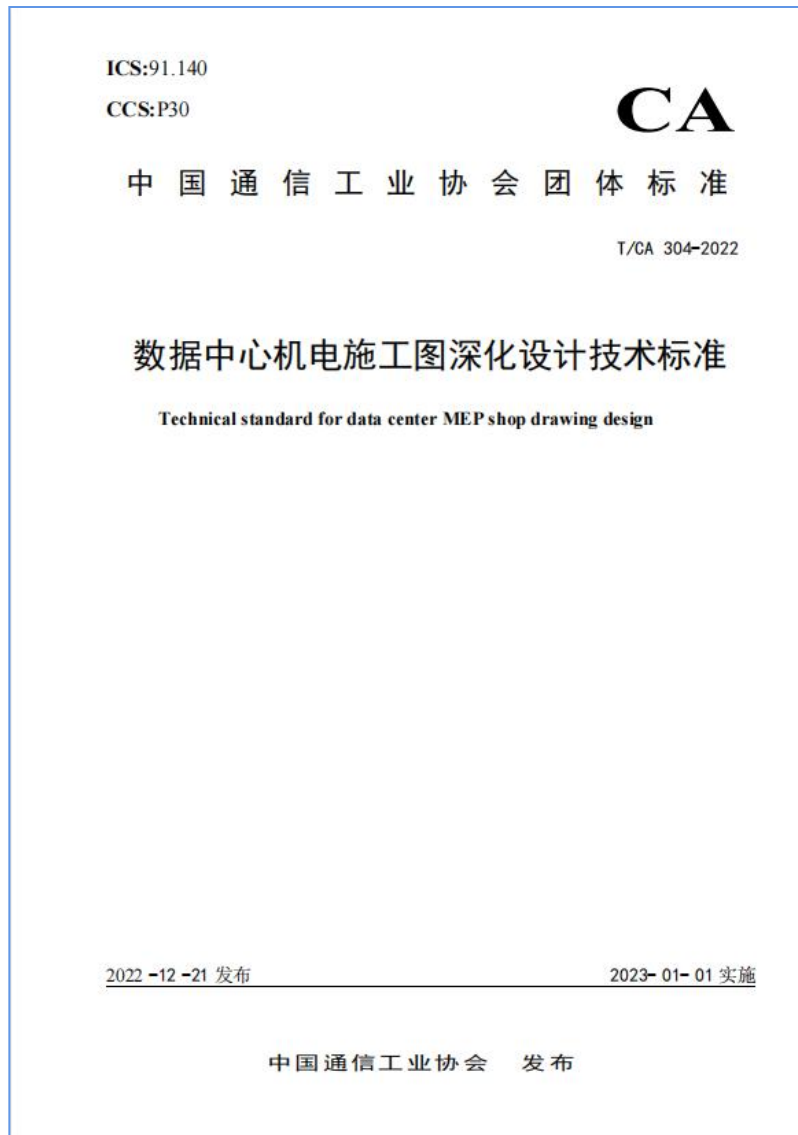 ICS:91.140
CCS:P30
CA
中国通信工业协会团体标准
T/CA 304-2022
数据中心机电施工图深化设计技术标准
Technical standard for data center MEP shop drawing design
2022 -12 -21 发布
2023- 01- 01 实施
中国通信工业协会 发布